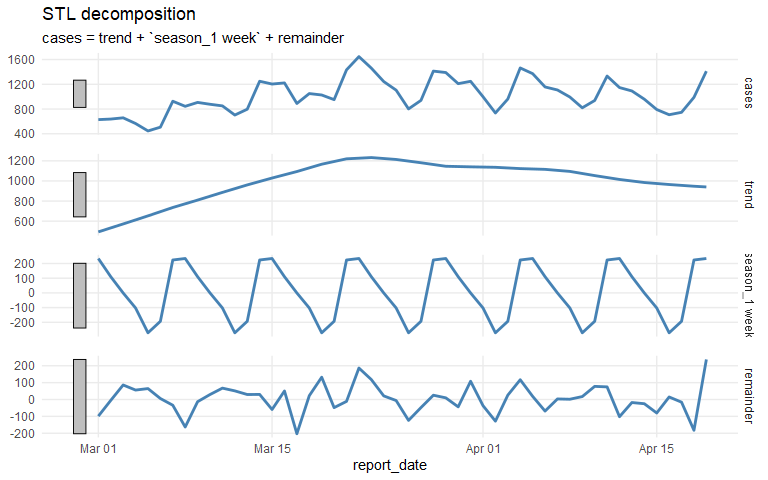 STL decomposition
cases = trend + `season_1 week` + remainder
1600
1200
800
400
cases
1200
1000
800
600
trend
200
100
0
-100
-200
season_1 week
200
100
0
-100
-200
remainder
Mar 01
Mar 15
Apr 01
Apr 15
report_date